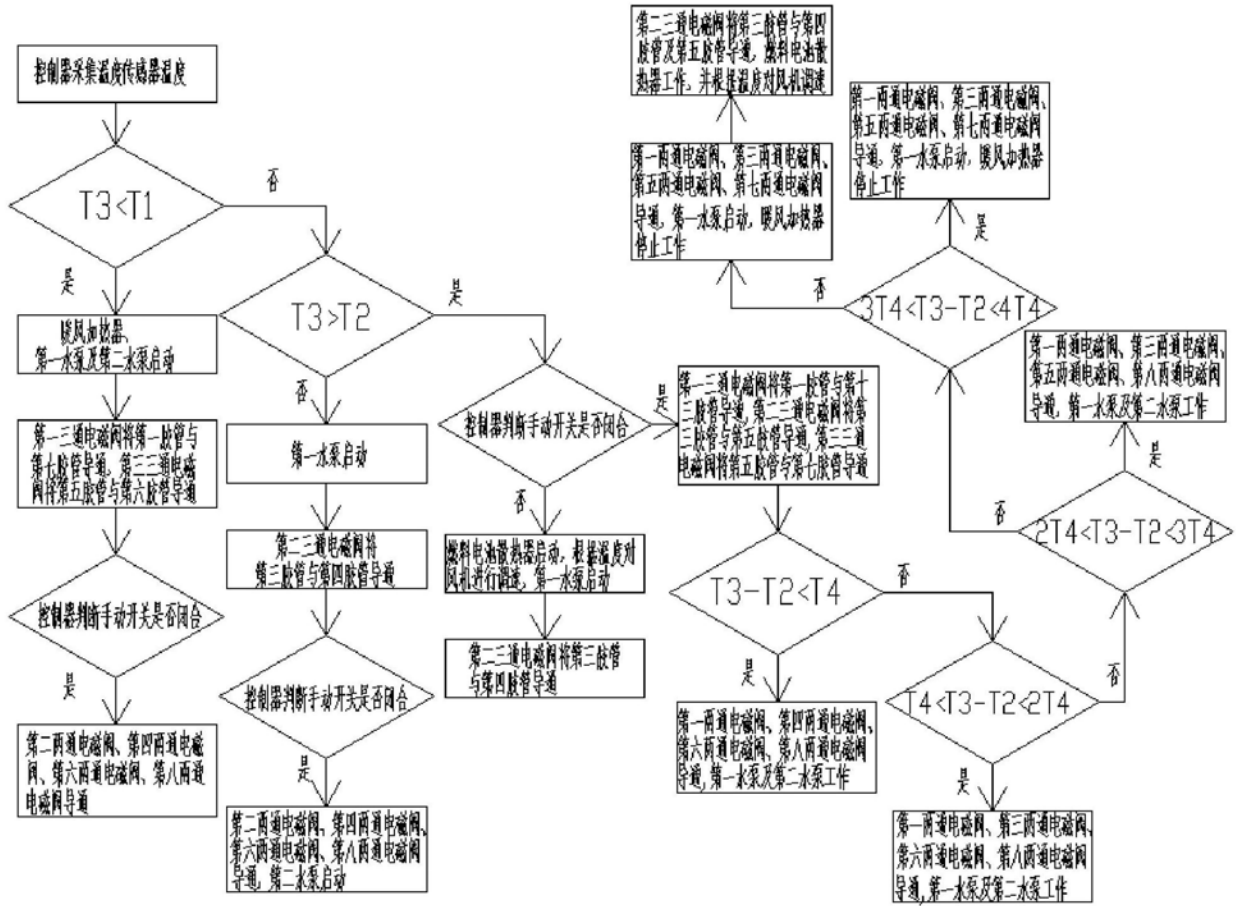 控制器采集温度传感器温度
T3<T1
否
是
暖风加热器、
第一水泵及第二水泵启动
第一三通电磁阀将第一胶管与
第七胶管导通，第三三通电磁
阀将第五胶管与第六胶管导通
控制器判断手动开关是否闭合
是
第二两通电磁阀、第四两通电磁
阀、第六两通电磁阀、第八两通
电磁阀导通
T3>T2
是
否
第一水泵启动
第二三通电磁阀将
第三胶管与第四胶管导通
控制器判断手动开关是否闭合
是
第二两通电磁阀、第四两通电磁阀、
第六两通电磁阀、第八两通电磁阀
导通，第二水泵启动
控制器判断手动开关是否闭合
是
否
燃料电池散热器启动，根据温度对
风机进行调速，第一水泵启动
第二三通电磁阀将第三胶管
与第四胶管导通
第一三通电磁阀将第一胶管与第十
三胶管导通，第二三通电磁阀将第
三胶管与第五胶管导通，第三三通
电磁阀将第五胶管与第七胶管导通
T3-T2<T4
否
是
第一两通电磁阀、第四两通电磁阀、
第六两通电磁阀、第八两通电磁阀
导通，第一水泵及第二水泵工作
T4<T3-T2<2T4
否
是
第一两通电磁阀、第三两通电磁阀、
第六两通电磁阀、第八两通电磁阀
导通，第一水泵及第二水泵工作
2T4<T3-T2<3T4
否
是
第一两通电磁阀、第三两通电磁阀、
第五两通电磁阀、第八两通电磁阀
导通，第一水泵及第二水泵工作
3T4<T3-T2<4T4
是
否
第一两通电磁阀、第三两通电磁阀、
第五两通电磁阀、第七两通电磁阀
导通，第一水泵启动，暖风加热器
停止工作
第一两通电磁阀、第三两通电磁阀、
第五两通电磁阀、第七两通电磁阀
导通，第一水泵启动，暖风加热器
停止工作
第二三通电磁阀将第三胶管与第四
胶管及第五胶管导通，燃料电池散
热器工作，并根据温度对风机调速